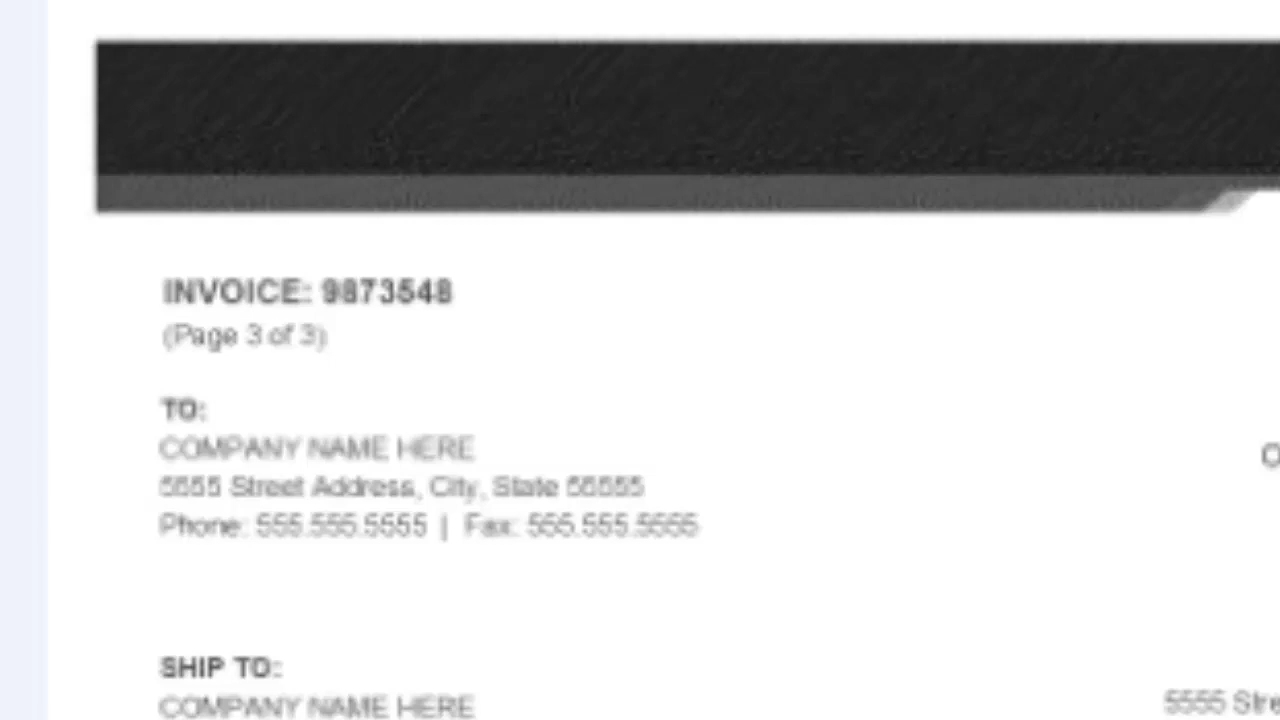 INVOICE: 9873548
(Page 3 of 3)
TO:
COMPANY NAME HERE
5555 Street Address, City, State 55555
Phone: 555.555.5555 | Fax: 555.555.5555
SHIP TO:
COMPANY NAME HERE
5555